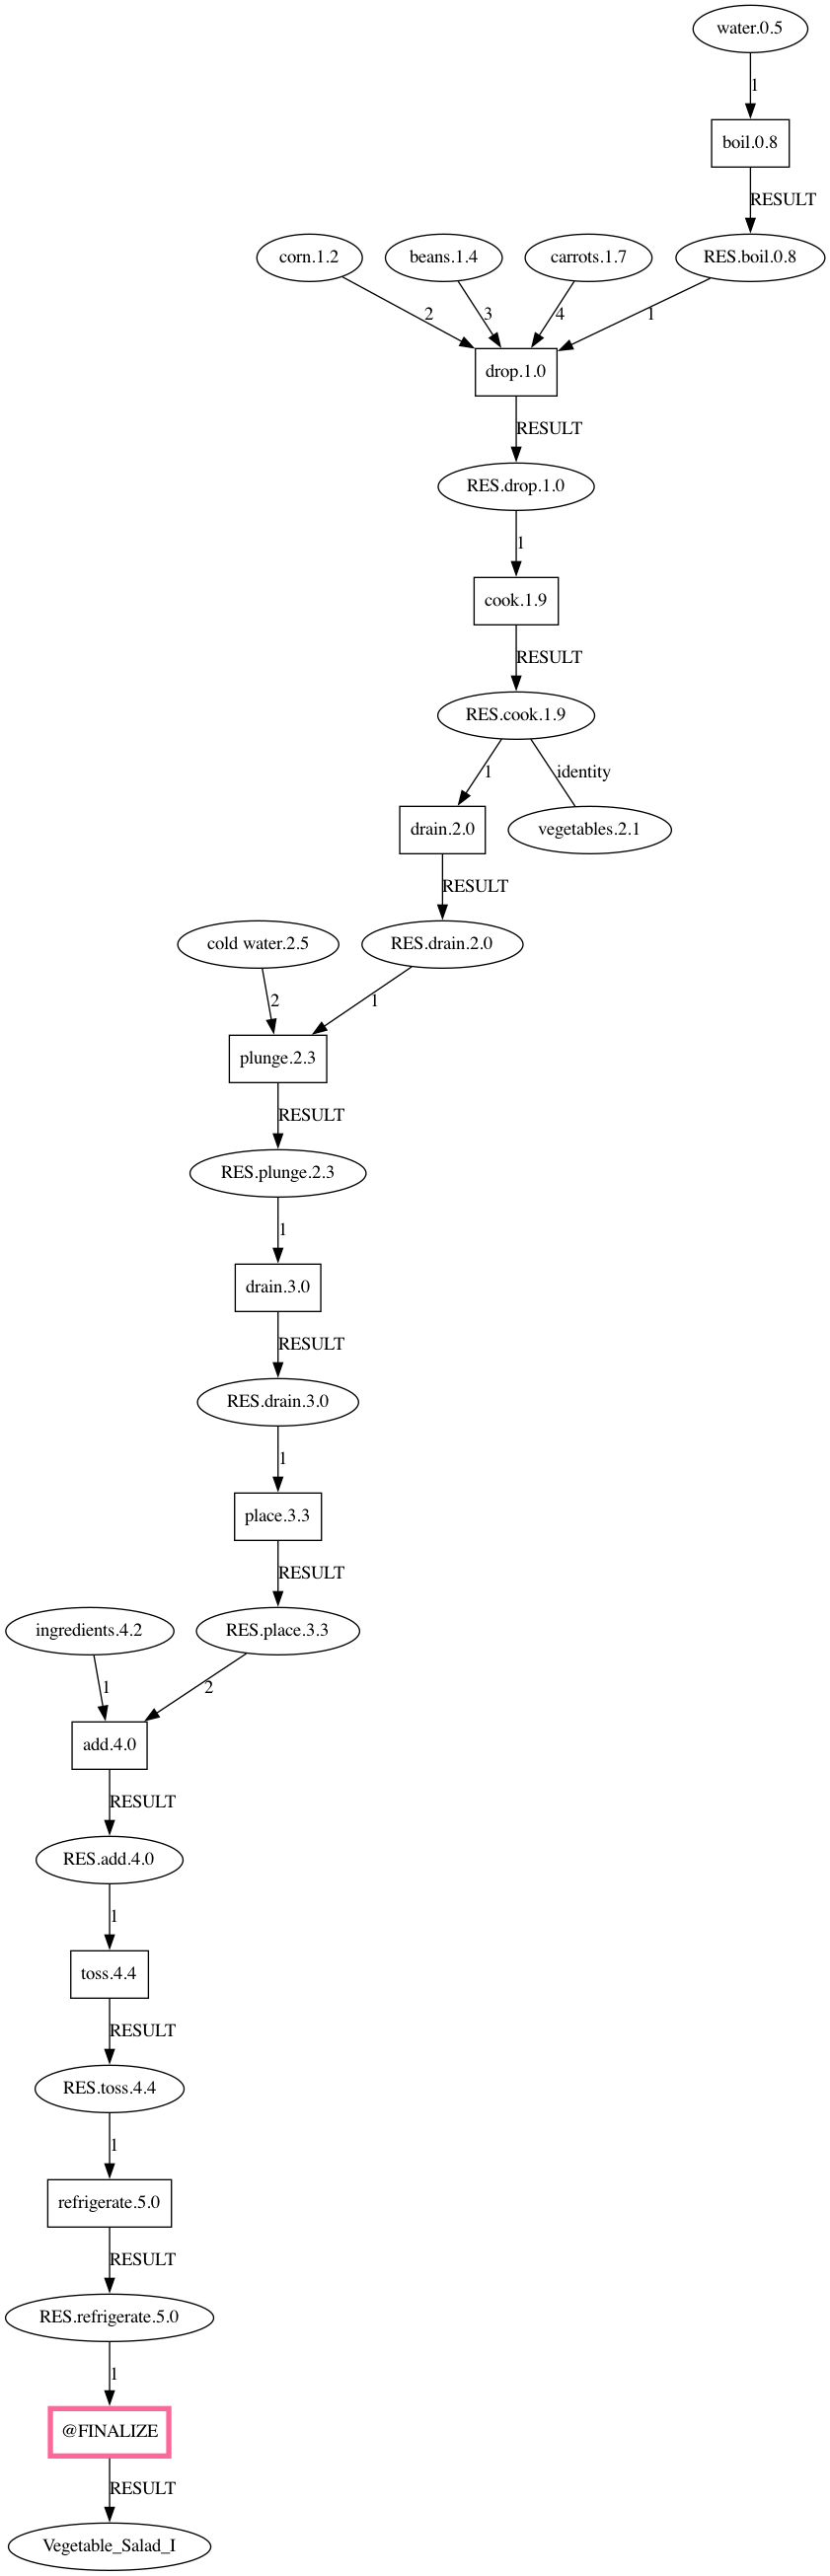 water.0.5
1
boil.0.8
RESULT
corn.1.2
beans.1.4
carrots.1.7
RES.boil.0.8
2
3
4
1
drop.1.0
RESULT
RES.drop.1.0
1
cook.1.9
RESULT
RES.cook.1.9
1
identity
drain.2.0
vegetables.2.1
RESULT
cold water.2.5
RES.drain.2.0
2
1
plunge.2.3
RESULT
RES.plunge.2.3
1
drain.3.0
RESULT
RES.drain.3.0
1
place.3.3
RESULT
ingredients.4.2
RES.place.3.3
1
2
add.4.0
RESULT
RES.add.4.0
1
toss.4.4
RESULT
RES.toss.4.4
1
refrigerate.5.0
RESULT
RES.refrigerate.5.0
1
@FINALIZE
RESULT
Vegetable_Salad_I